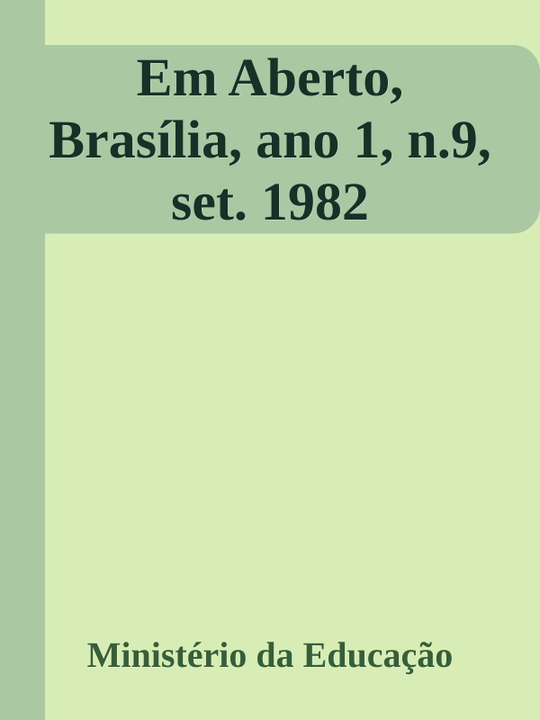 Em Aberto,
Brasília, ano 1, n.9,
set. 1982
Ministério da Educação